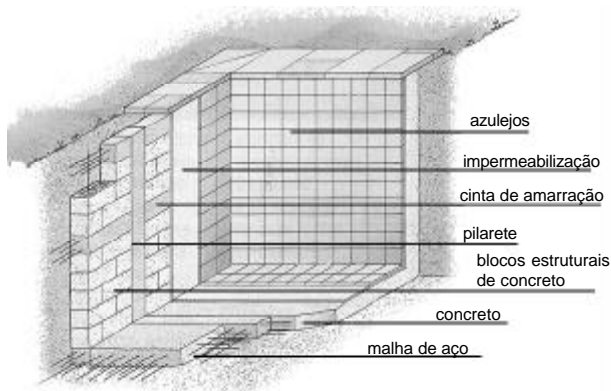 azulejos
impermeabilização
cinta de amarração
pilarete
blocos estruturais
de concreto
concreto
malha de aço